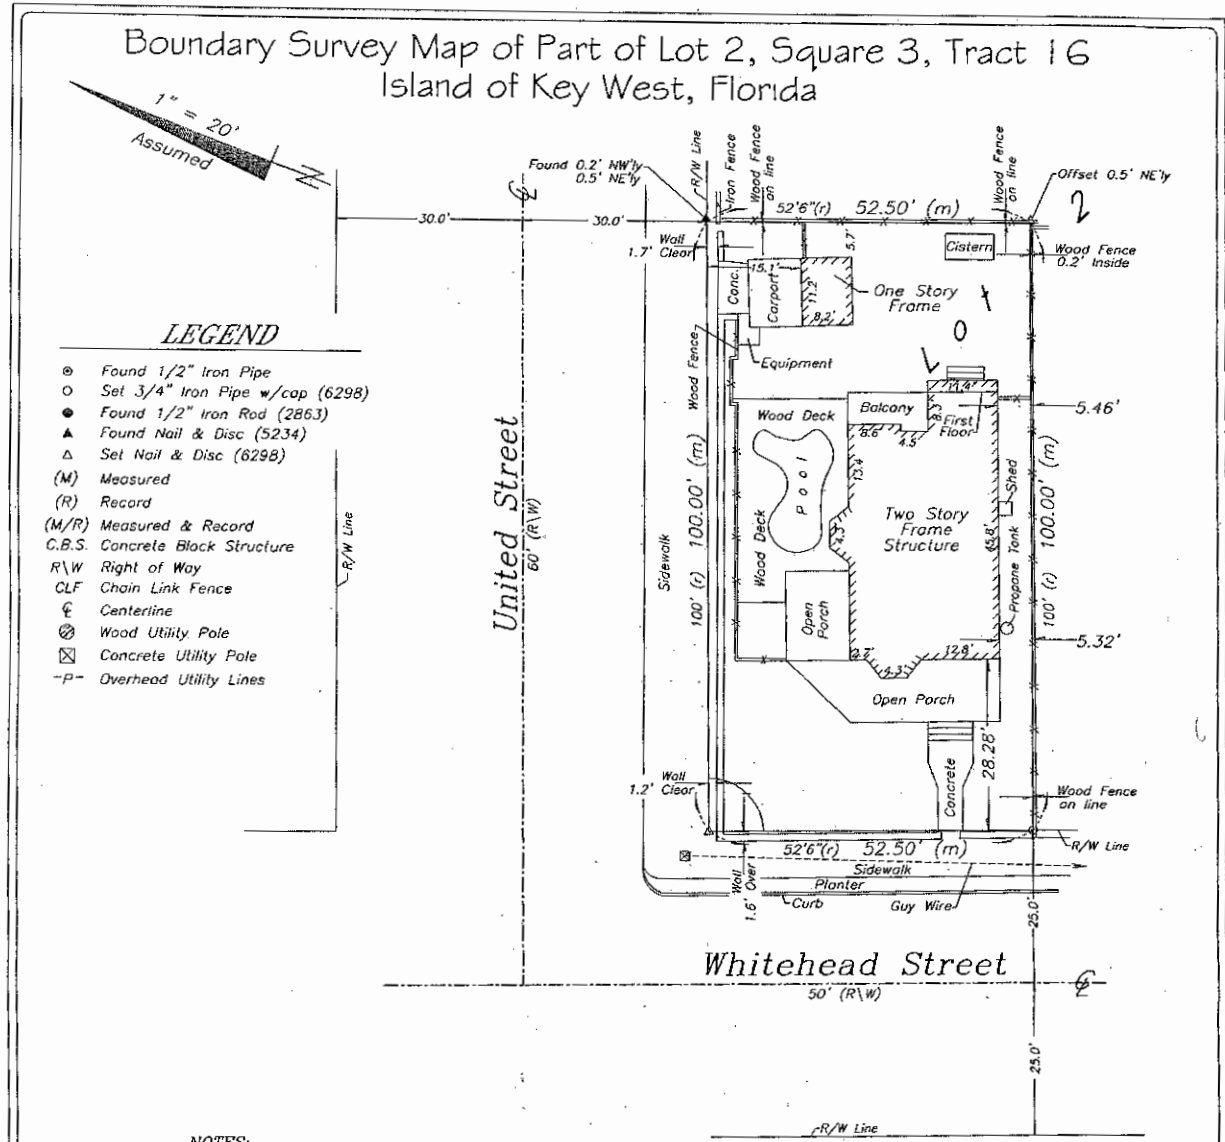 Boundary Survey Map of Part of Lot 2, Square 3, Tract 16
Island of Key West, Florida
1" = 20'
Assumed
N
Found 0.2' NW'ly
0.5' NE'ly
R/W Line
Iron Fence
Wood Fence
on line
Wood Fence
on line
Offset 0.5' NE'ly
30.0'
30.0'
52'6"(r) 52.50' (m)
2
Wall
1.7' Clear
Conc.
15.1'
Carport
11.2'
8.2'
5.7'
Cistern
Wood Fence
0.2' Inside
One Story
Frame
LOT
Equipment
Wood Fence
LEGEND
Found 1/2" Iron Pipe
Set 3/4" Iron Pipe w/cap (6298)
Found 1/2" Iron Rod (2863)
Found Nail & Disc (5234)
Set Nail & Disc (6298)
(M) Measured
(R) Record
(M/R) Measured & Record
C.B.S. Concrete Block Structure
R\W Right of Way
CLF Chain Link Fence
℄ Centerline
Wood Utility Pole
Concrete Utility Pole
-P- Overhead Utility Lines
R/W Line
United Street
60' (R\W)
Sidewalk
100' (r) 100.00' (m)
Wood Deck
Pool
Wood Deck
Balcony
8.6'
4.5'
11.4'
First
Floor
5.46'
13.4
4.3'
Two Story
Frame
Structure
45.8'
Shed
Propane Tank
100' (r) 100.00' (m)
5.32'
Open
Porch
2.7'
4.3'
12.8'
Open Porch
28.28'
Concrete
Wall
1.2' Clear
Wood Fence
on line
52'6"(r) 52.50' (m)
R/W Line
Wall
1.6' Over
Sidewalk
Planter
Curb
Guy Wire
25.0'
Whitehead Street
50' (R\W)
℄
25.0'
R/W Line
NOTES: